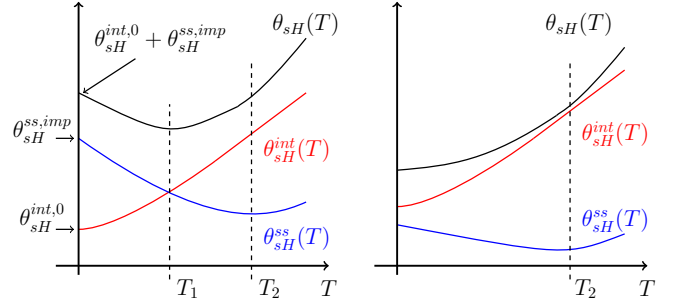 θ_{sH}^{int,0} + θ_{sH}^{ss,imp}
θ_{sH}(T)
θ_{sH}^{ss,imp}
θ_{sH}^{int}(T)
θ_{sH}^{int,0}
θ_{sH}^{ss}(T)
T_1
T_2
T
θ_{sH}(T)
θ_{sH}^{int}(T)
θ_{sH}^{ss}(T)
T_2
T